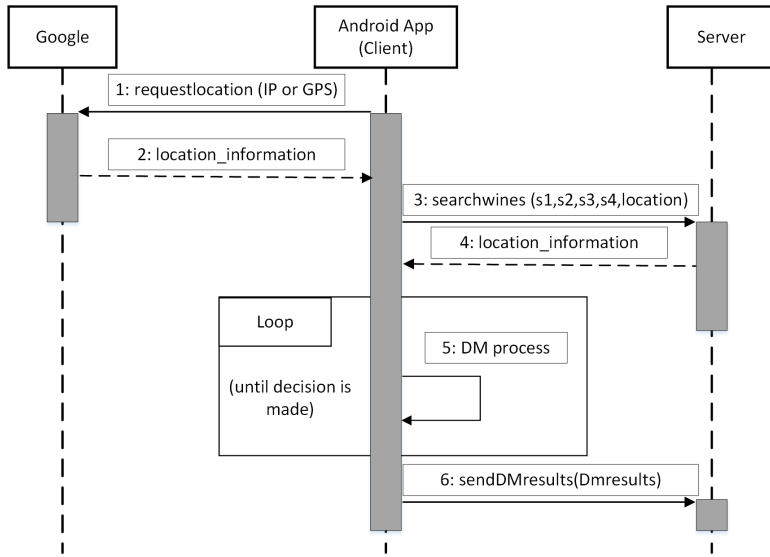 Google
Android App
(Client)
Server
1: requestlocation (IP or GPS)
2: location_information
3: searchwines (s1,s2,s3,s4,location)
4: location_information
Loop
5: DM process
(until decision is
made)
6: sendDMresults(Dmresults)